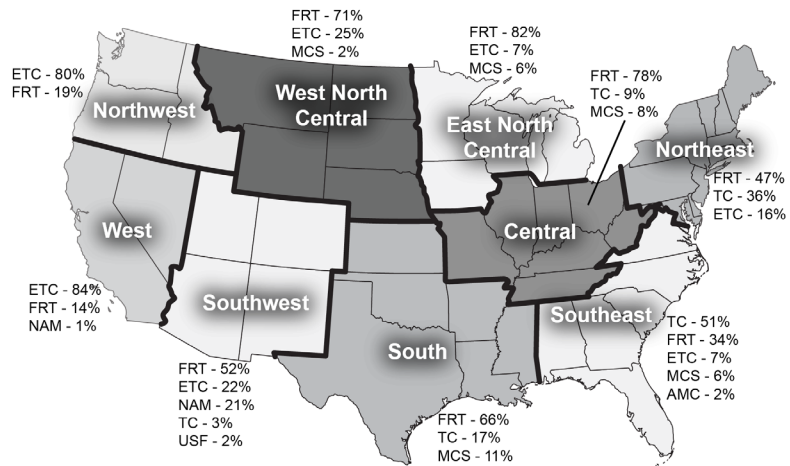 FRT - 71%
ETC - 25%
MCS - 2%
FRT - 82%
ETC - 7%
MCS - 6%
ETC - 80%
FRT - 19%
FRT - 78%
TC - 9%
MCS - 8%
Northwest
West North
Central
East North
Central
Northeast
FRT - 47%
TC - 36%
ETC - 16%
West
Central
ETC - 84%
FRT - 14%
NAM - 1%
Southwest
Southeast
TC - 51%
FRT - 34%
ETC - 7%
MCS - 6%
AMC - 2%
South
FRT - 52%
ETC - 22%
NAM - 21%
TC - 3%
USF - 2%
FRT - 66%
TC - 17%
MCS - 11%